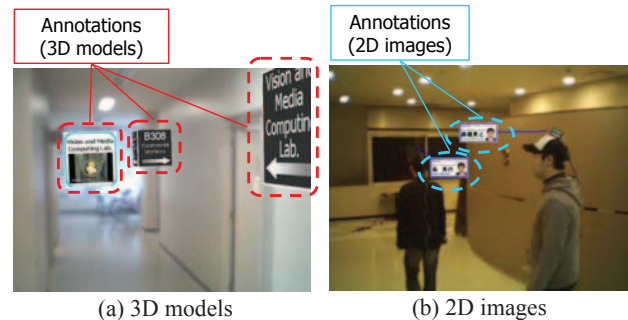 Annotations
(3D models)
Annotations
(2D images)
Vision and Media
Computing Lab.
B308
Vision and
Media
Computing
Lab.
(a) 3D models
(b) 2D images